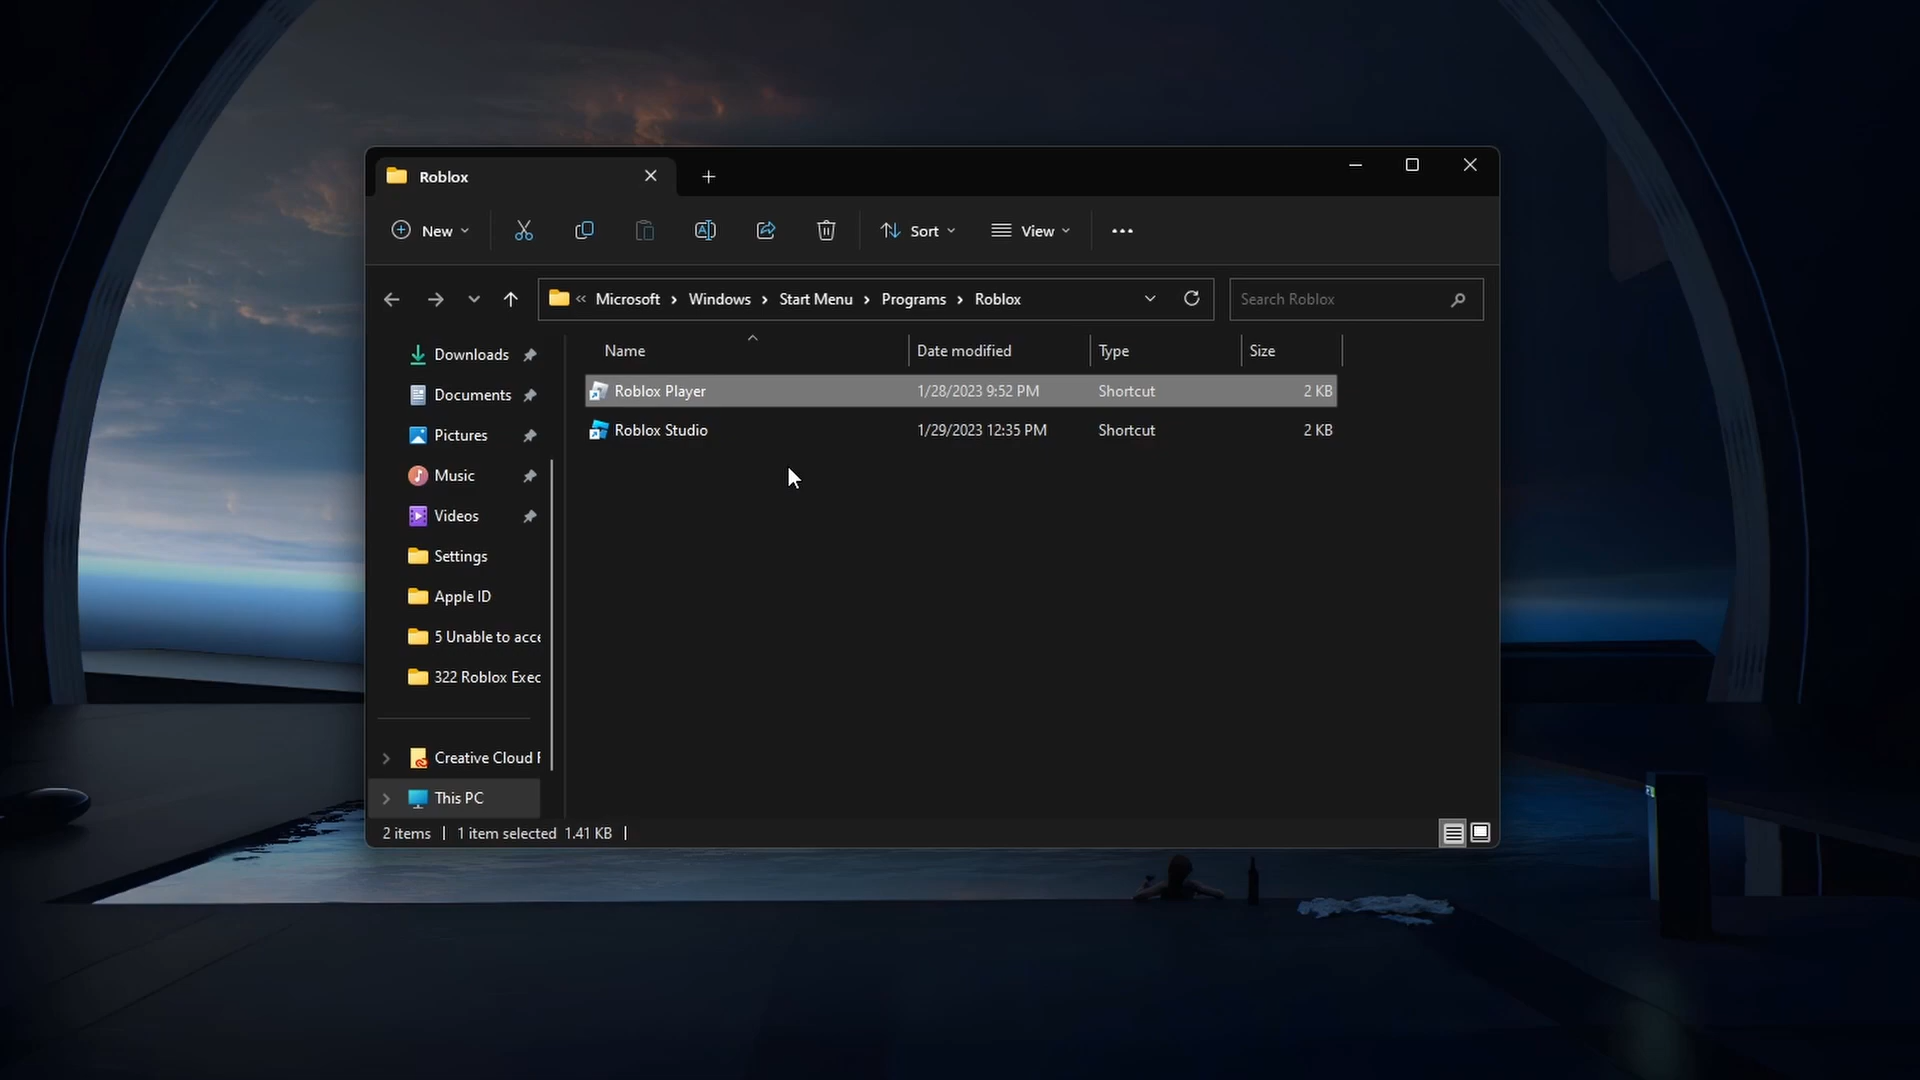 Roblox
New
Sort
View
Microsoft
Windows
Start Menu
Programs
Roblox
Search Roblox
Name
Date modified
Type
Size
Roblox Player
1/28/2023 9:52 PM
Shortcut
2 KB
Roblox Studio
1/29/2023 12:35 PM
Shortcut
2 KB
Downloads
Documents
Pictures
Music
Videos
Settings
Apple ID
5 Unable to acce
322 Roblox Exec
Creative Cloud F
This PC
2 items
1 item selected 1.41 KB